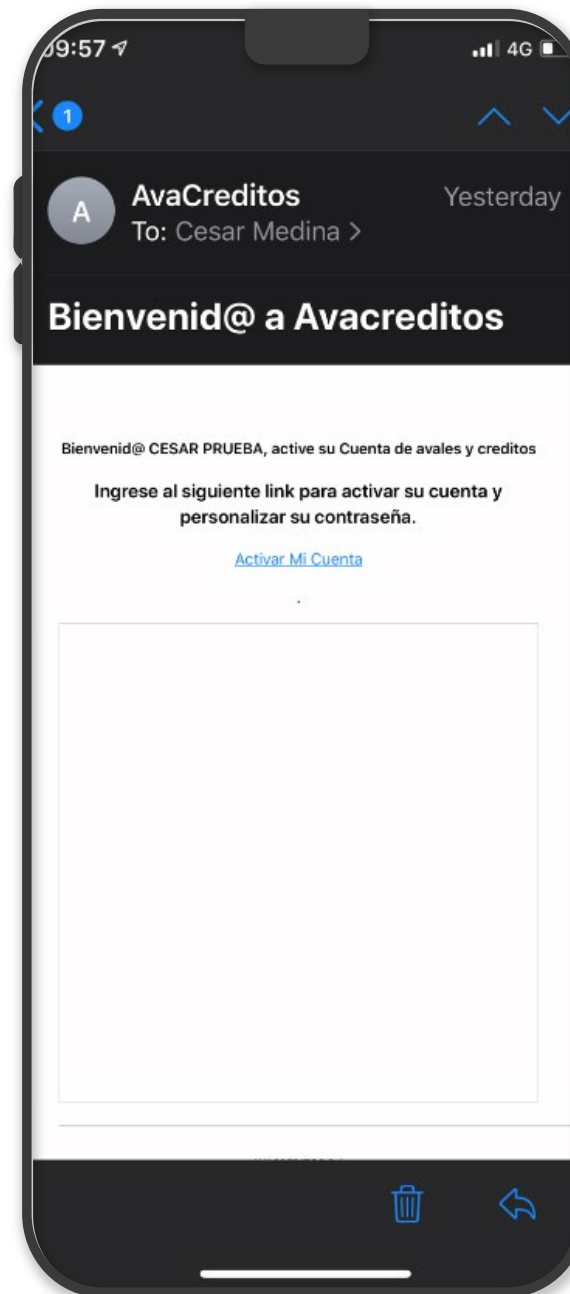 09:57
4G
1
A
AvaCreditos
Yesterday
To: Cesar Medina >
Bienvenid@ a Avacreditos
Bienvenid@ CESAR PRUEBA, active su Cuenta de avales y creditos
Ingrese al siguiente link para activar su cuenta y
personalizar su contraseña.
Activar Mi Cuenta
.